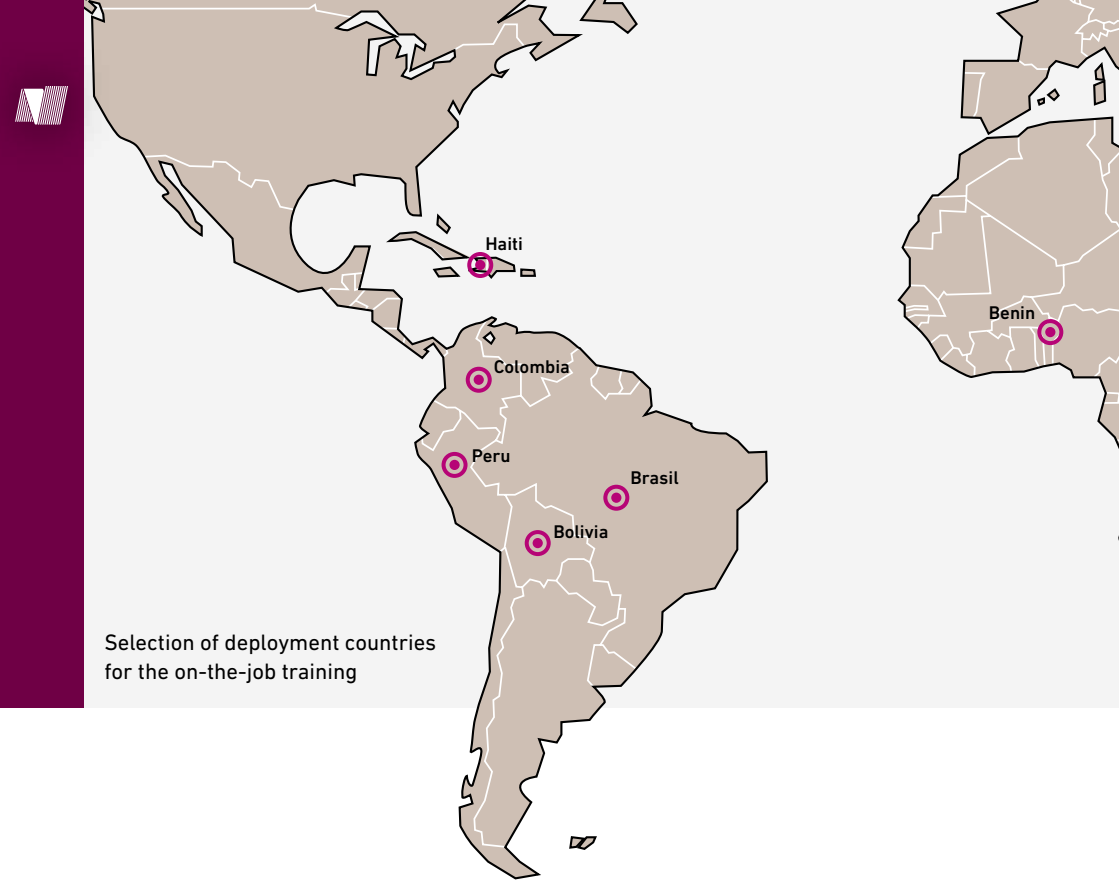 Haiti
Benin
Colombia
Peru
Brasil
Bolivia
Selection of deployment countries
for the on-the-job training